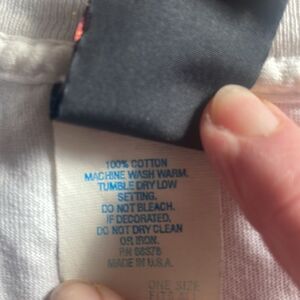 100% COTTON
MACHINE WASH WARM.
TUMBLE DRY LOW
SETTING.
DO NOT BLEACH.
IF DECORATED.
DO NOT DRY CLEAN
OR IRON.
RN 66978
MADE IN U.S.A.
ONE SIZE